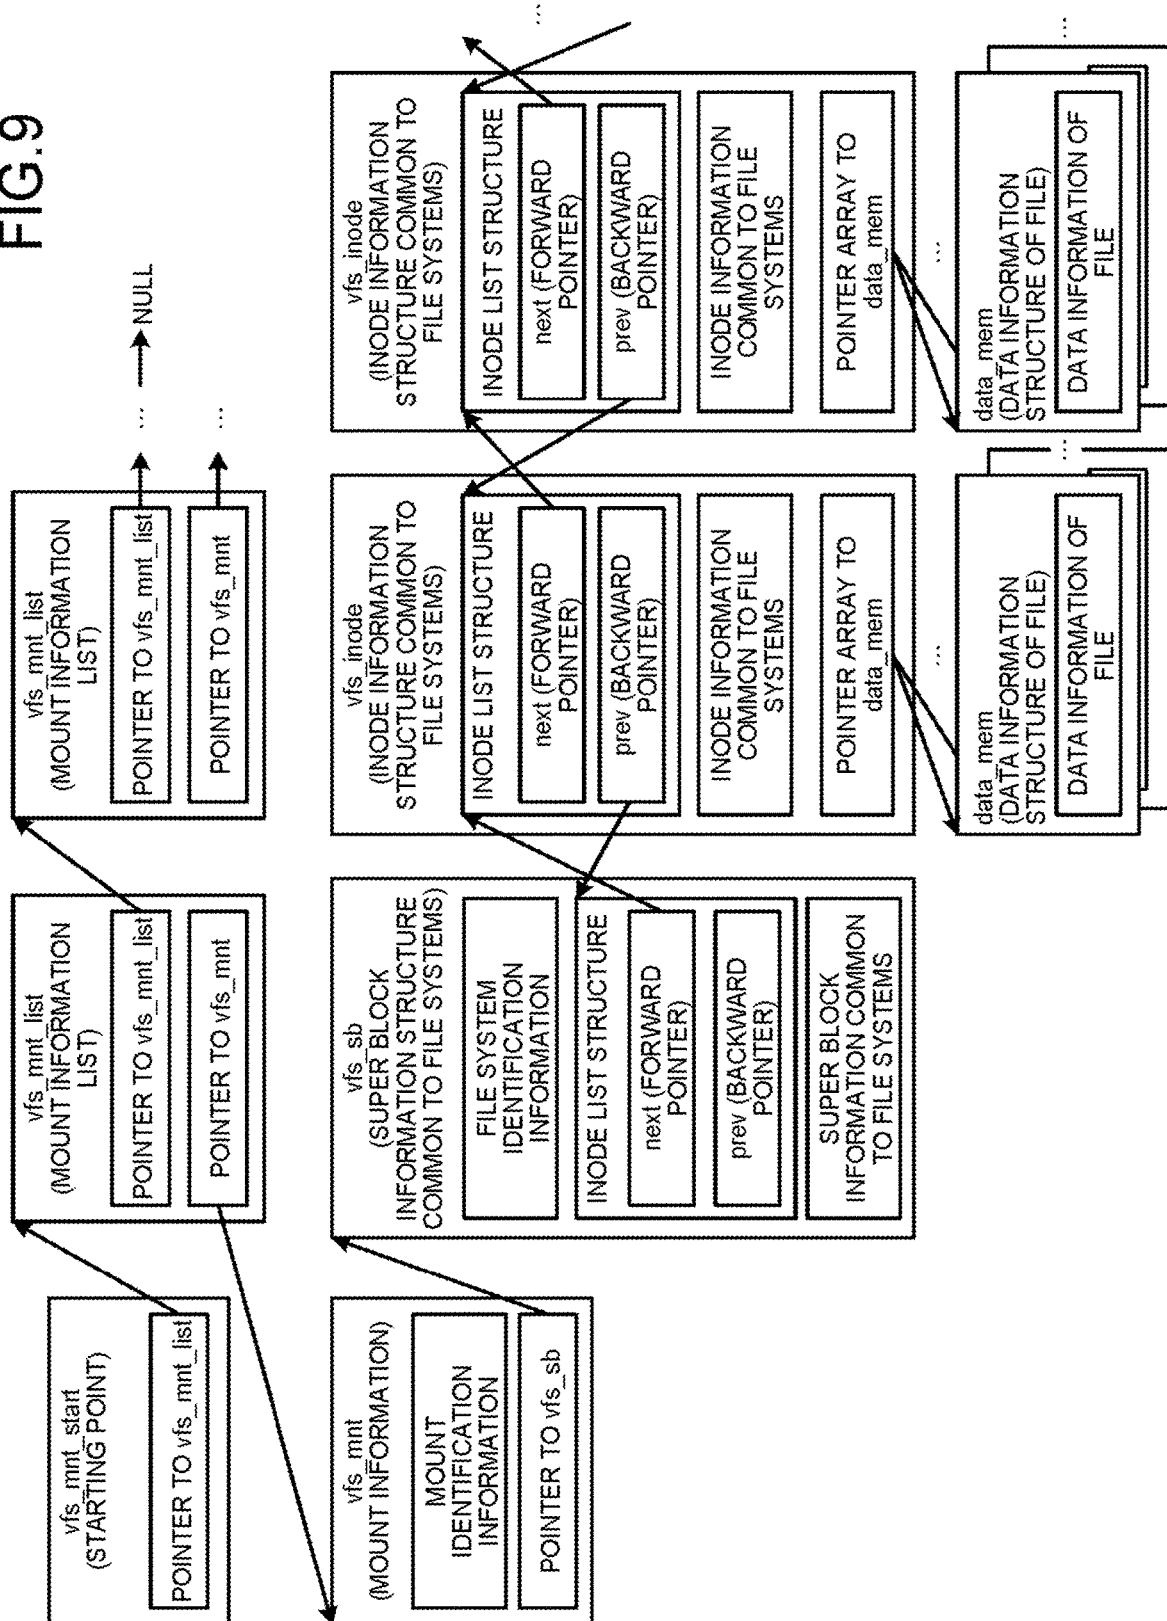 FIG.9
vfs_mnt_start
(STARTING POINT)
POINTER TO vfs_mnt_list
vfs_mnt_list
(MOUNT INFORMATION
LIST)
POINTER TO vfs_mnt_list
POINTER TO vfs_mnt
vfs_mnt_list
(MOUNT INFORMATION
LIST)
POINTER TO vfs_mnt_list
POINTER TO vfs_mnt
...
NULL
...
vfs_mnt
(MOUNT INFORMATION)
MOUNT
IDENTIFICATION
INFORMATION
POINTER TO vfs_sb
vfs_sb
(SUPER BLOCK
INFORMATION STRUCTURE
COMMON TO FILE SYSTEMS)
FILE SYSTEM
IDENTIFICATION
INFORMATION
INODE LIST STRUCTURE
next (FORWARD
POINTER)
prev (BACKWARD
POINTER)
SUPER BLOCK
INFORMATION COMMON
TO FILE SYSTEMS
vfs_inode
(INODE INFORMATION
STRUCTURE COMMON TO
FILE SYSTEMS)
INODE LIST STRUCTURE
next (FORWARD
POINTER)
prev (BACKWARD
POINTER)
INODE INFORMATION
COMMON TO FILE
SYSTEMS
POINTER ARRAY TO
data_mem
...
data_mem
(DATA INFORMATION
STRUCTURE OF FILE)
DATA INFORMATION OF
FILE
...
vfs_inode
(INODE INFORMATION
STRUCTURE COMMON TO
FILE SYSTEMS)
INODE LIST STRUCTURE
next (FORWARD
POINTER)
prev (BACKWARD
POINTER)
INODE INFORMATION
COMMON TO FILE
SYSTEMS
POINTER ARRAY TO
data_mem
...
data_mem
(DATA INFORMATION
STRUCTURE OF FILE)
DATA INFORMATION OF
FILE
...
...